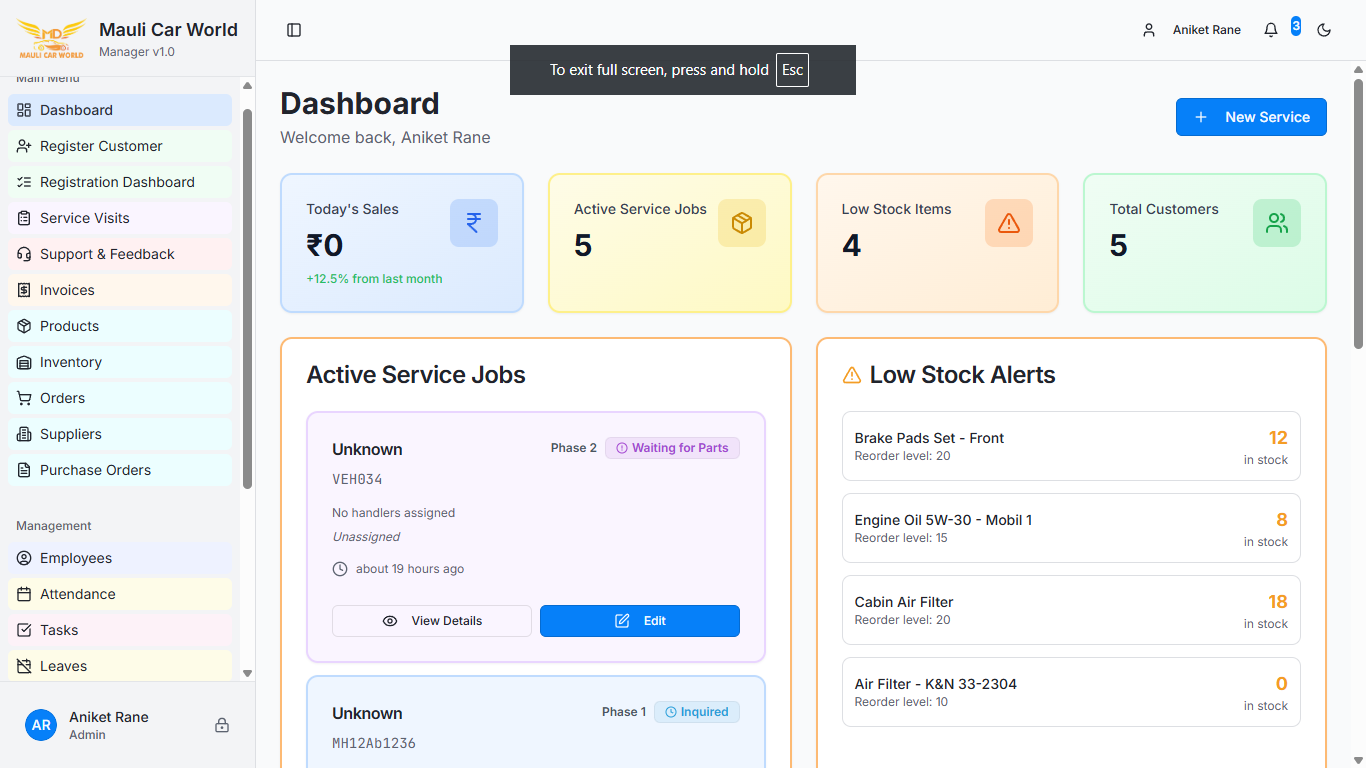 MD
MAULI CAR WORLD
Mauli Car World
Manager v1.0
Main Menu
Dashboard
Register Customer
Registration Dashboard
Service Visits
Support & Feedback
Invoices
Products
Inventory
Orders
Suppliers
Purchase Orders
Management
Employees
Attendance
Tasks
Leaves
AR
Aniket Rane
Admin
Aniket Rane
3
To exit full screen, press and hold Esc
Dashboard
Welcome back, Aniket Rane
+ New Service
Today's Sales
₹
₹0
+12.5% from last month
Active Service Jobs
5
Low Stock Items
4
Total Customers
5
Active Service Jobs
Unknown
Phase 2
Waiting for Parts
VEH034
No handlers assigned
Unassigned
about 19 hours ago
View Details
Edit
Unknown
Phase 1
Inquired
MH12Ab1236
Low Stock Alerts
Brake Pads Set - Front
Reorder level: 20
12
in stock
Engine Oil 5W-30 - Mobil 1
Reorder level: 15
8
in stock
Cabin Air Filter
Reorder level: 20
18
in stock
Air Filter - K&N 33-2304
Reorder level: 10
0
in stock